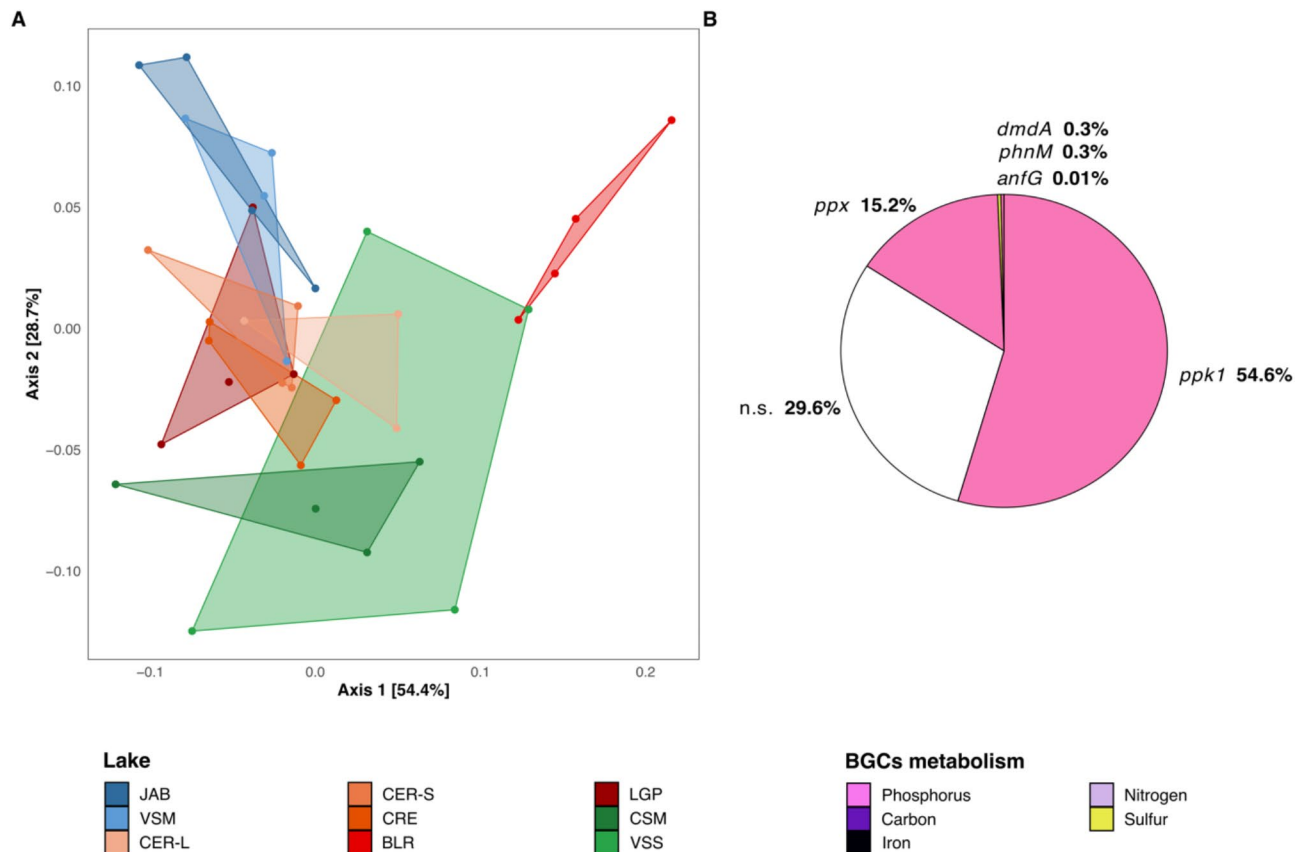 A
B
0.10
0.05
0.00
−0.05
−0.10
Axis 2 [28.7%]
−0.1
0.0
0.1
0.2
Axis 1 [54.4%]
dmdA 0.3%
phnM 0.3%
anfG 0.01%
ppx 15.2%
ppk1 54.6%
n.s. 29.6%
Lake
JAB
VSM
CER-L
CER-S
CRE
BLR
LGP
CSM
VSS
BGCs metabolism
Phosphorus
Carbon
Iron
Nitrogen
Sulfur